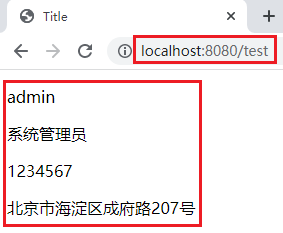 Title
localhost:8080/test
admin
系统管理员
1234567
北京市海淀区成府路207号